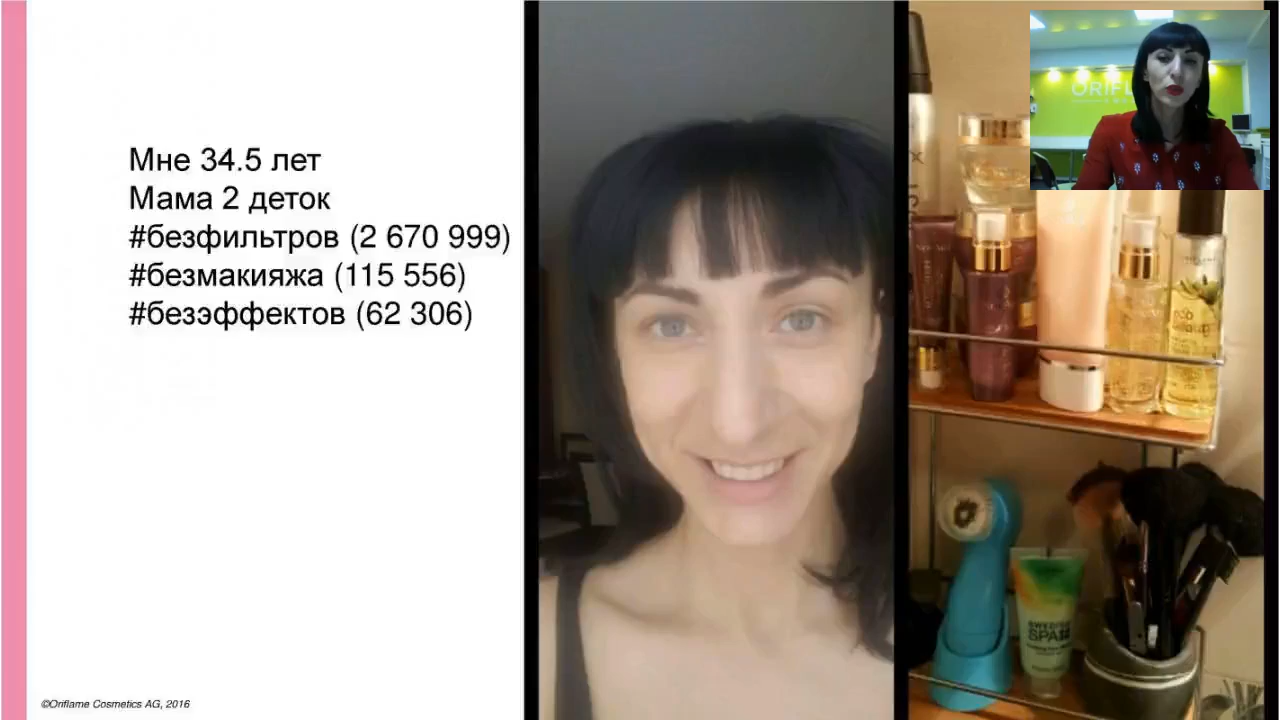 Мне 34.5 лет
Мама 2 деток
#безфильтров (2 670 999)
#безмакияжа (115 556)
#безэффектов (62 306)
©Oriflame Cosmetics AG, 2016
SWEDISH
SPA